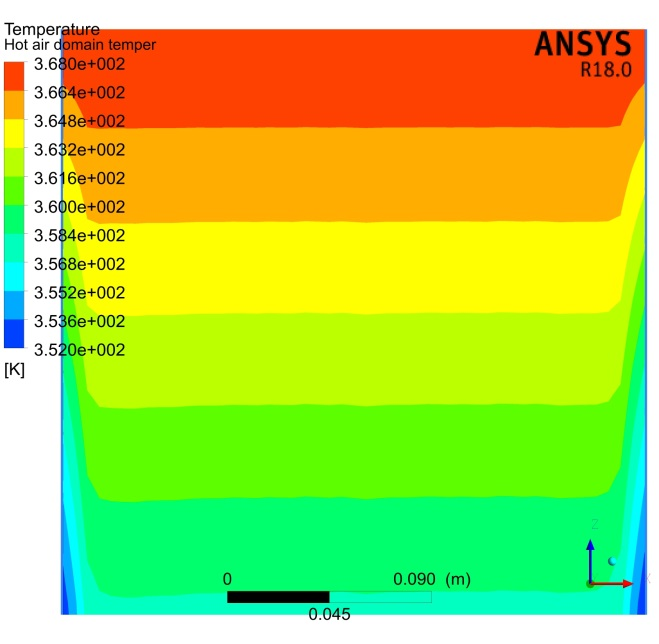 Temperature
Hot air domain temper
3.680e+002
3.664e+002
3.648e+002
3.632e+002
3.616e+002
3.600e+002
3.584e+002
3.568e+002
3.552e+002
3.536e+002
3.520e+002
[K]
ANSYS
R18.0
Z
X
0
0.090 (m)
0.045